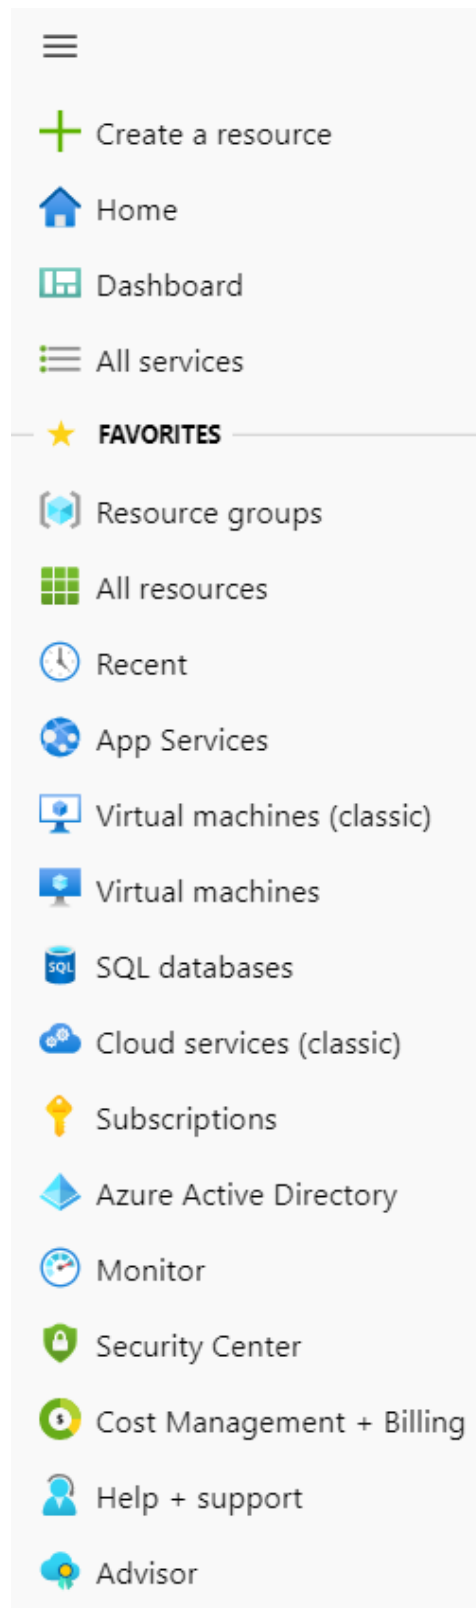 Create a resource
Home
Dashboard
All services
FAVORITES
Resource groups
All resources
Recent
App Services
Virtual machines (classic)
Virtual machines
SQL databases
Cloud services (classic)
Subscriptions
Azure Active Directory
Monitor
Security Center
Cost Management + Billing
Help + support
Advisor